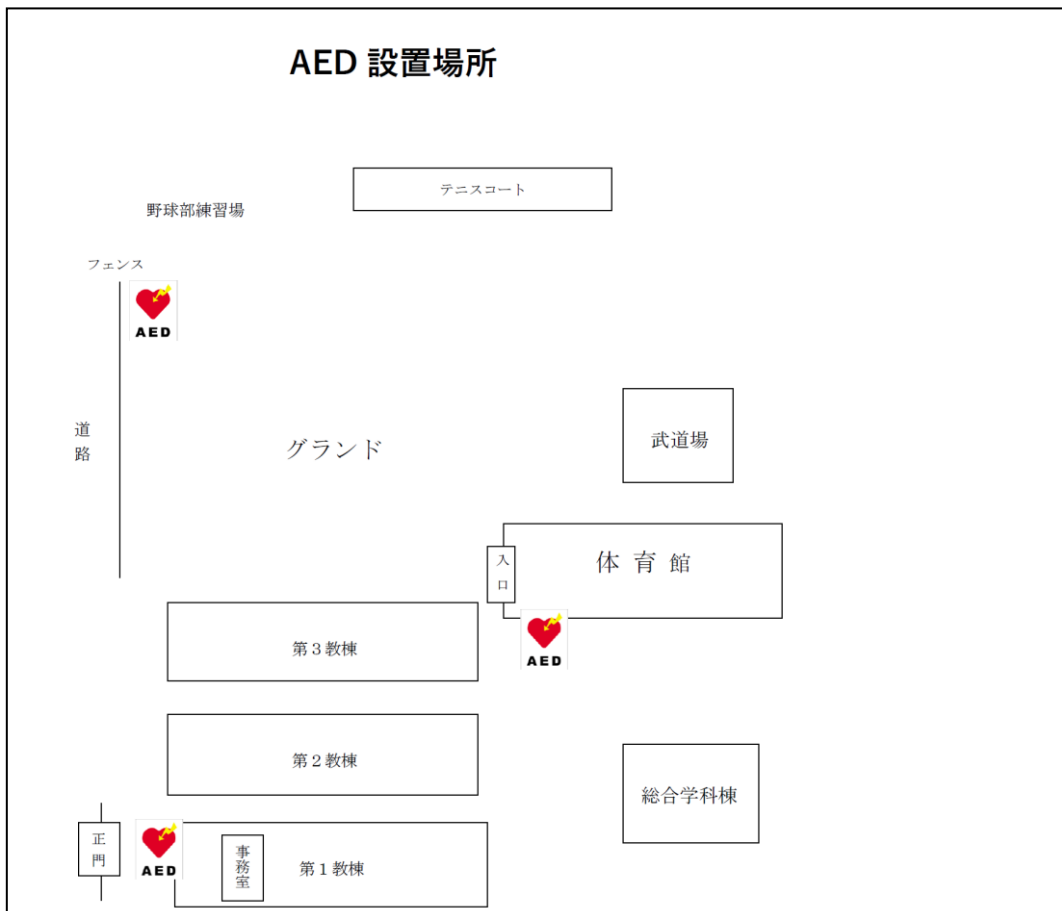 AED 設置場所
テニスコート
野球部練習場
フェンス
AED
道路
グランド
武道場
体育館
入口
AED
第３教棟
第２教棟
総合学科棟
正門
AED
事務室
第１教棟